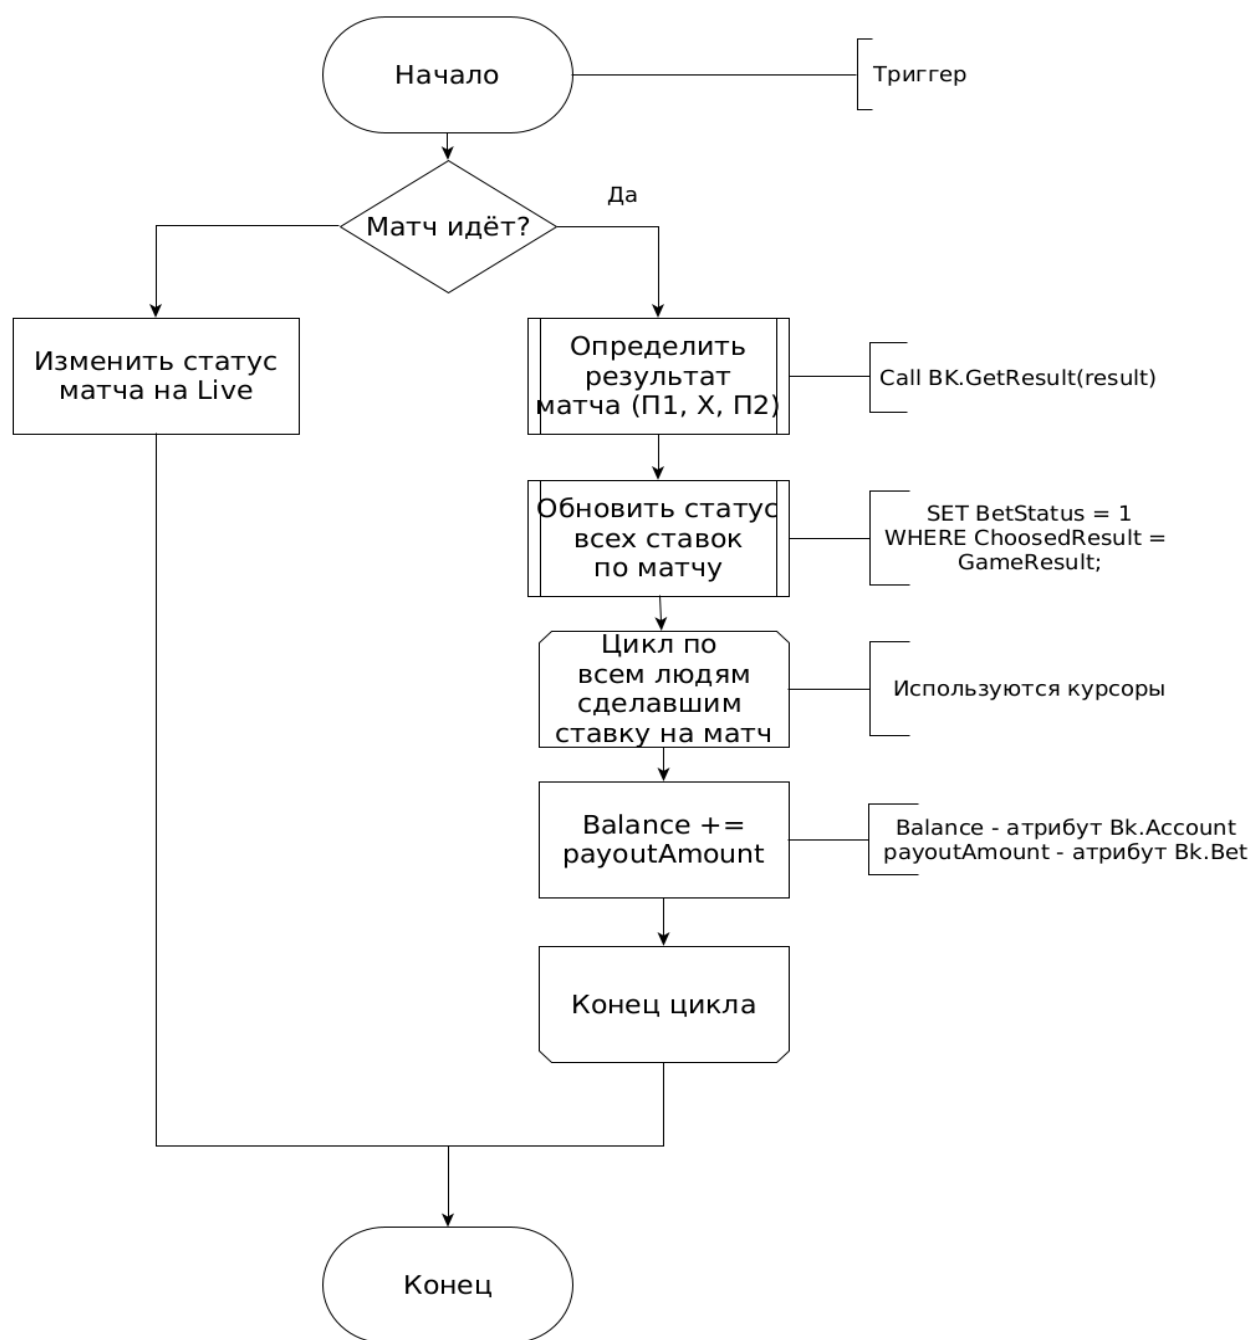 Начало
Триггер
Да
Матч идёт?
Изменить статус
матча на Live
Определить
результат
матча (П1, X, П2)
Call BK.GetResult(result)
Обновить статус
всех ставок
по матчу
SET BetStatus = 1
WHERE ChoosedResult =
GameResult;
Цикл по
всем людям
сделавшим
ставку на матч
Используются курсоры
Balance +=
payoutAmount
Balance - атрибут Bk.Account
payoutAmount - атрибут Bk.Bet
Конец цикла
Конец